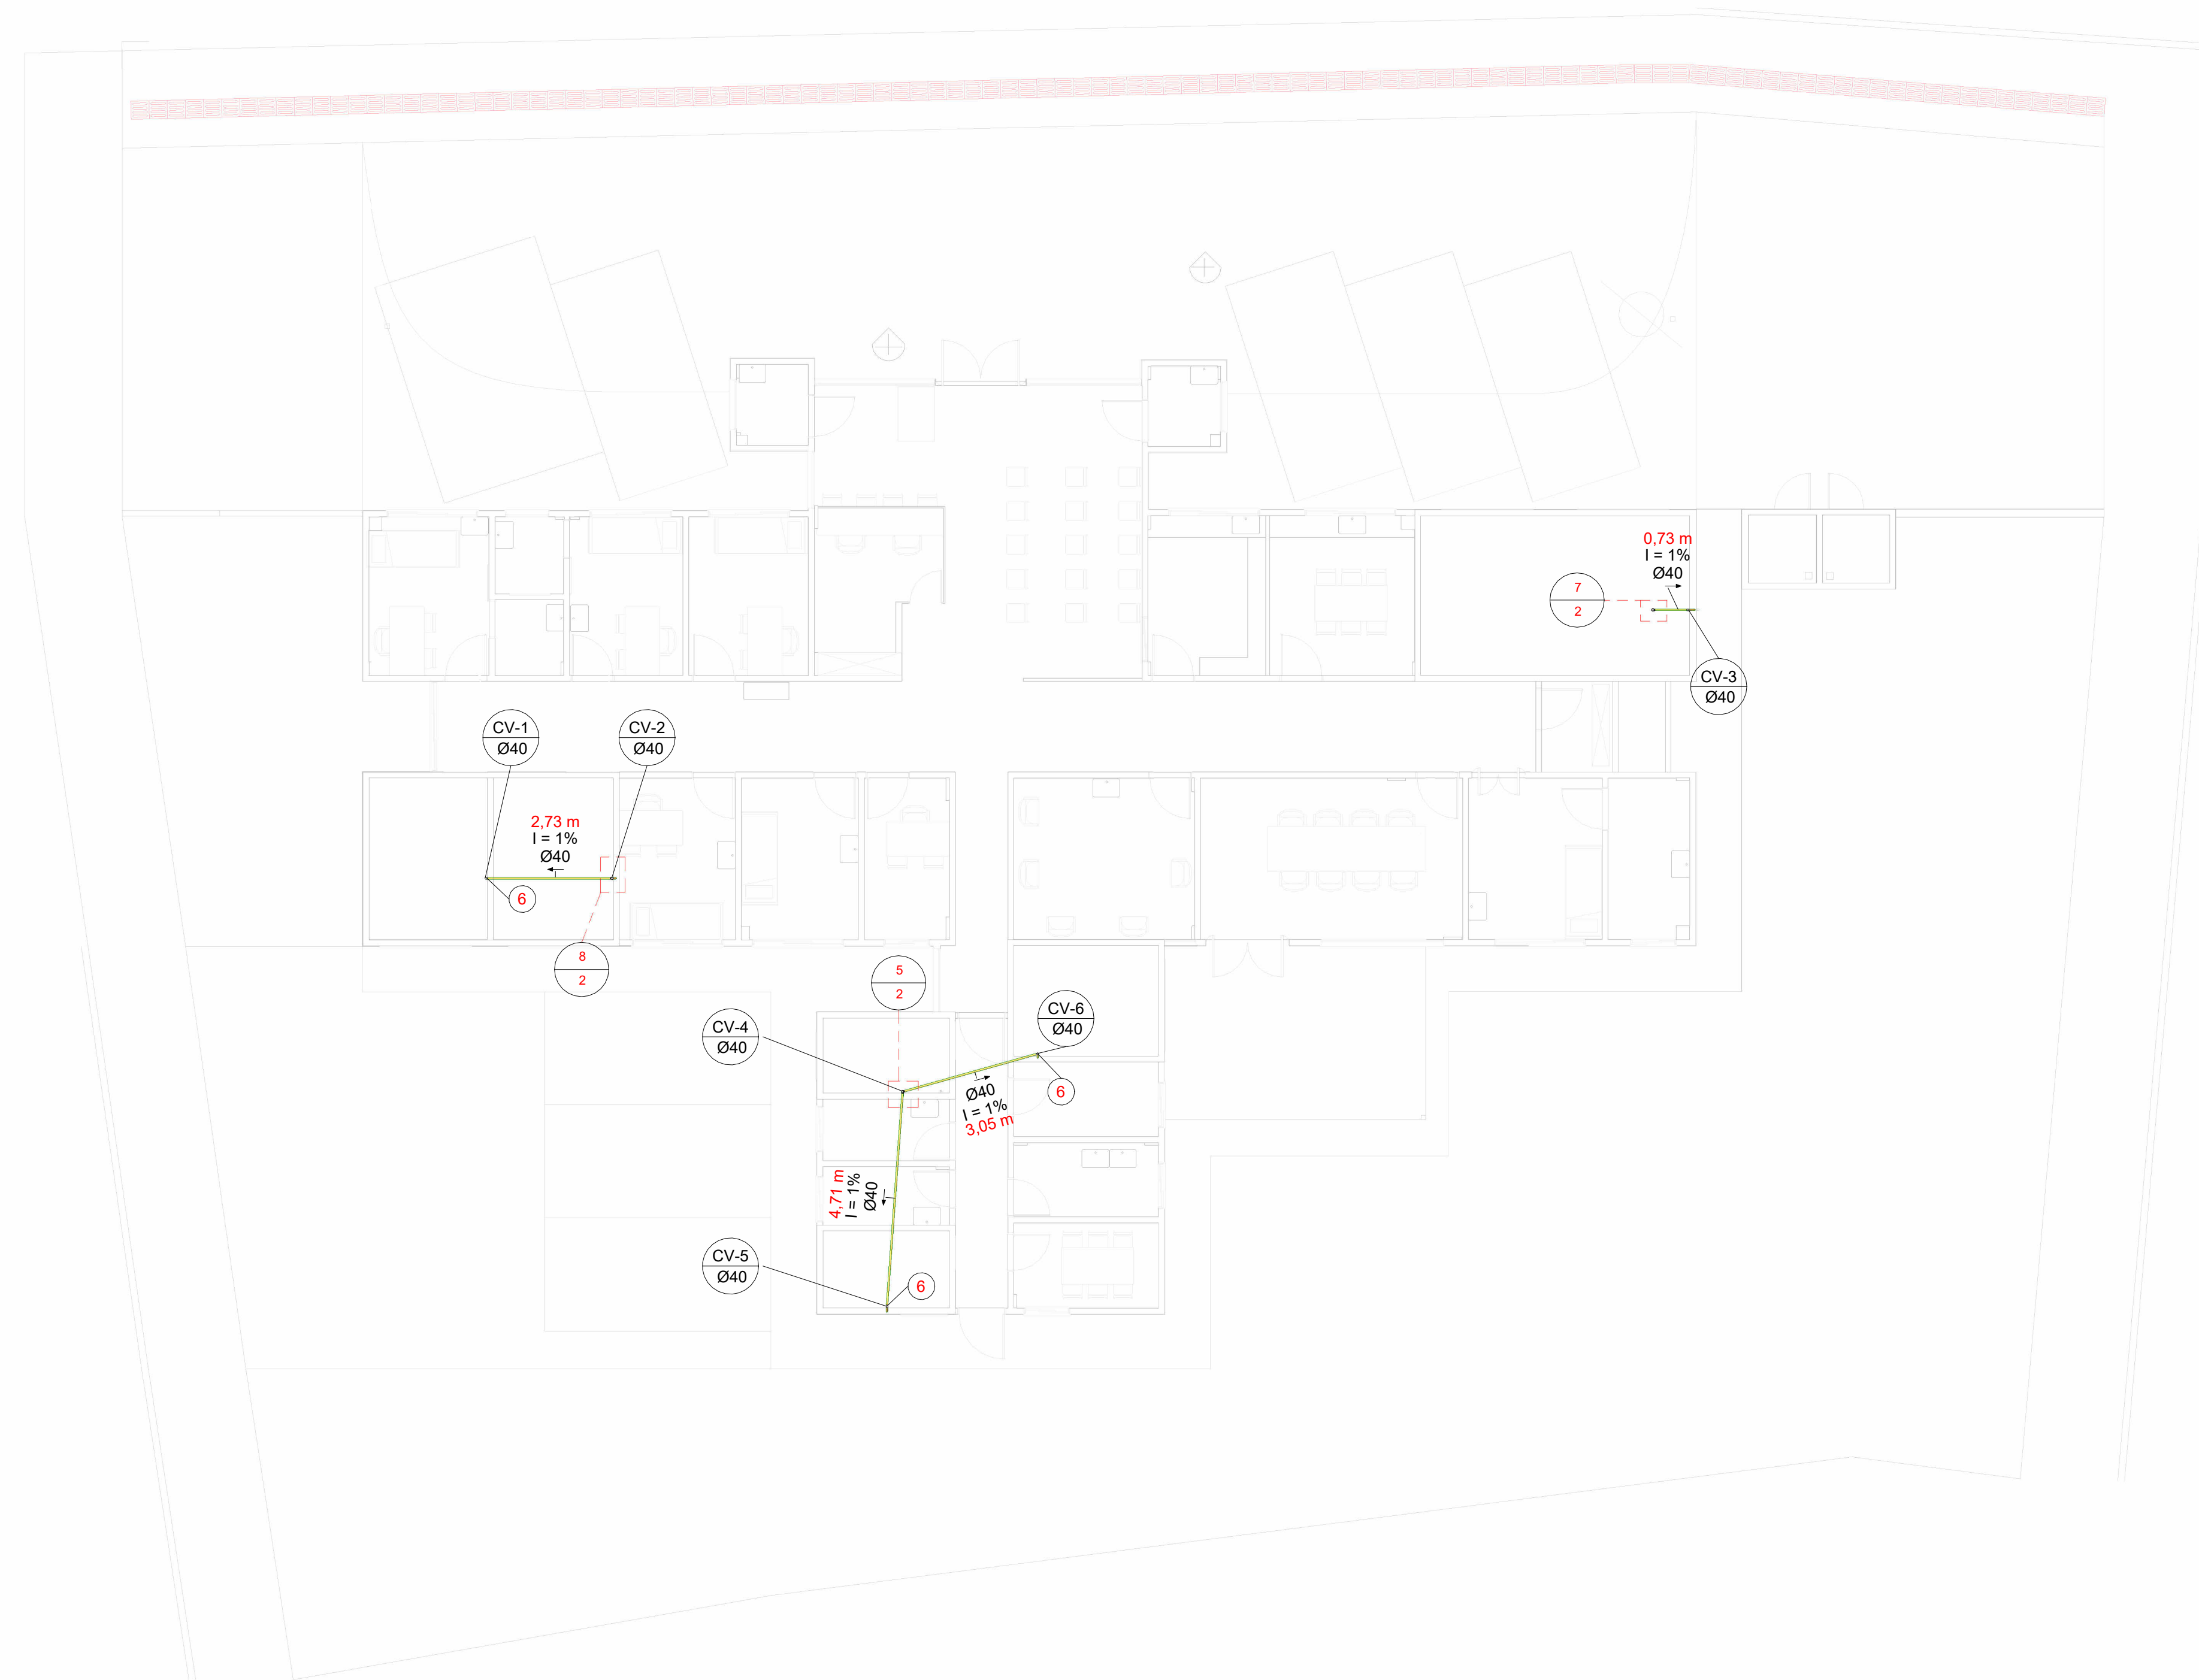 0,73 m
I = 1%
Ø40
7
2
CV-3
Ø40
CV-1
Ø40
CV-2
Ø40
2,73 m
I = 1%
Ø40
6
8
2
5
2
CV-4
Ø40
CV-6
Ø40
6
Ø40
I = 1%
3,05 m
4,71 m
I = 1%
Ø40
CV-5
Ø40
6